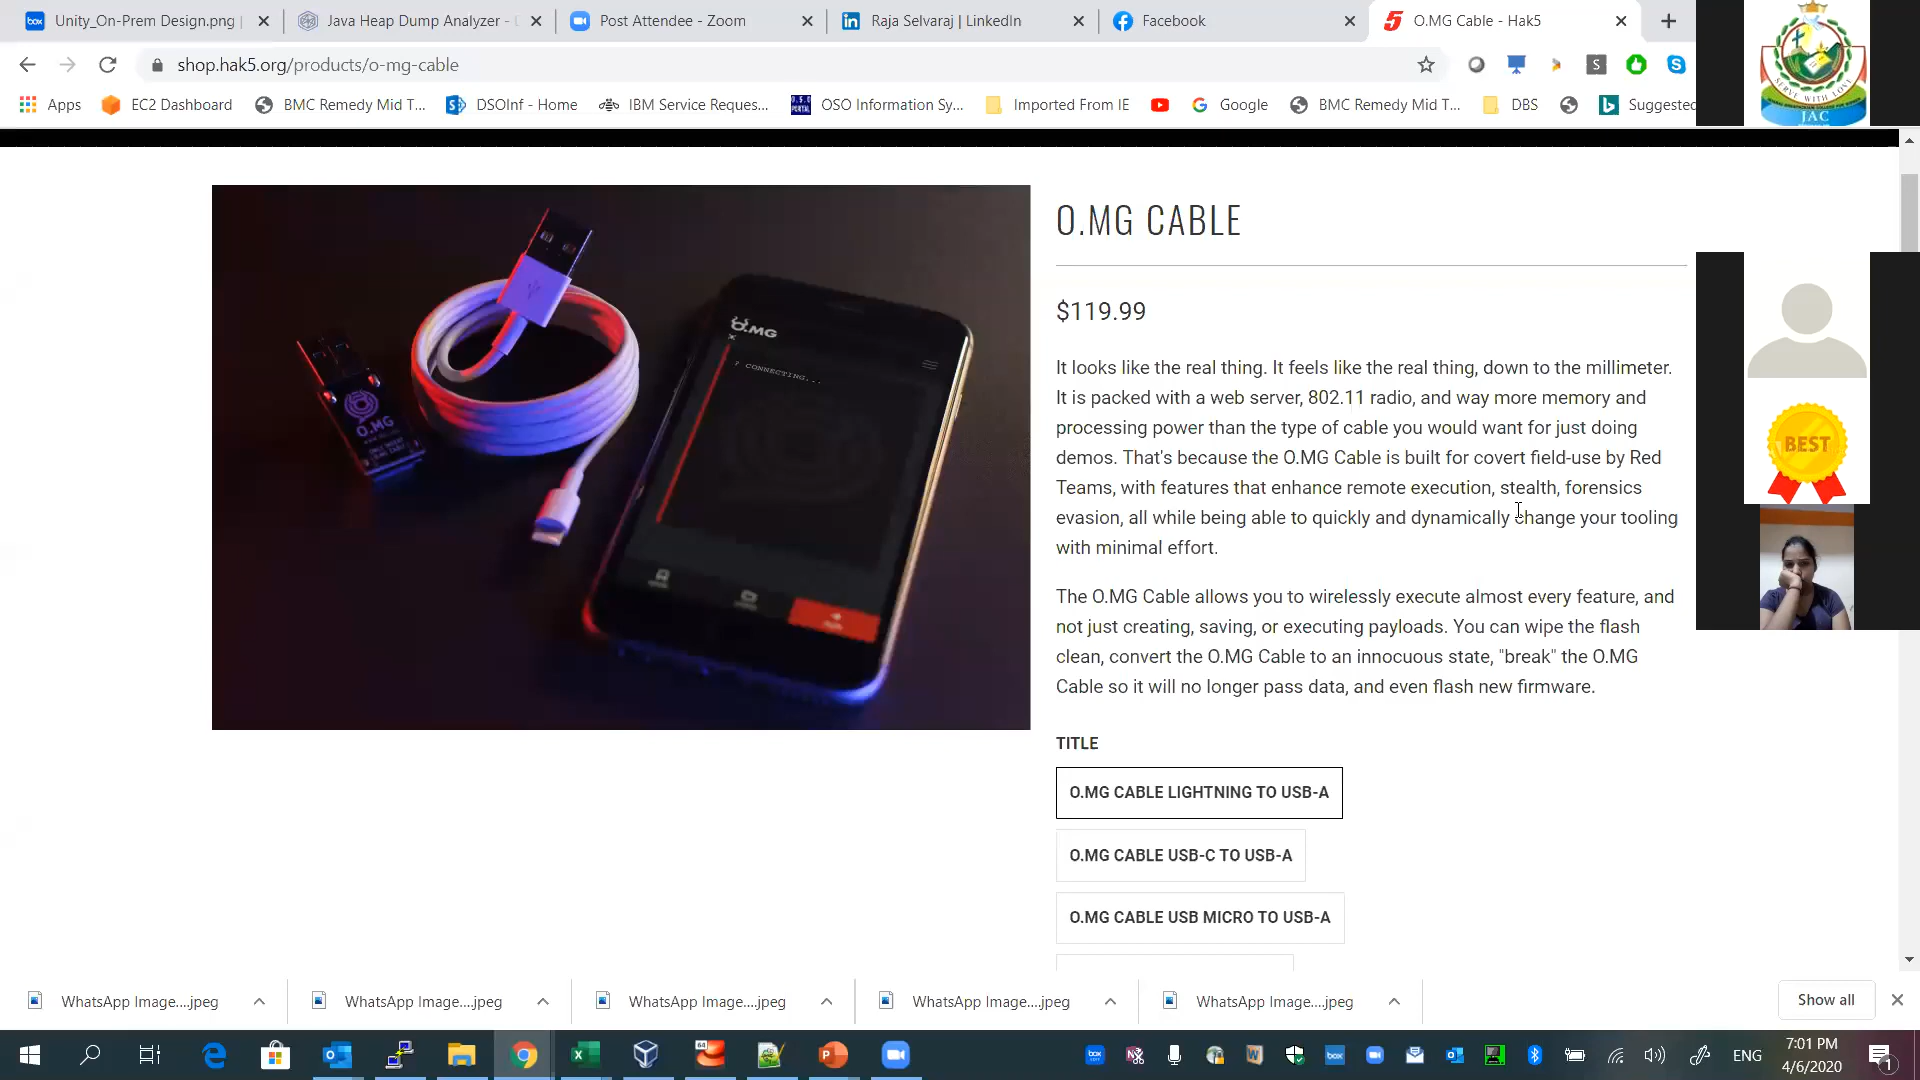 Unity_On-Prem Design.png |
Java Heap Dump Analyzer -
Post Attendee - Zoom
Raja Selvaraj | LinkedIn
Facebook
O.MG Cable - Hak5
shop.hak5.org/products/o-mg-cable
Apps
EC2 Dashboard
BMC Remedy Mid T...
DSOInf - Home
IBM Service Reques...
OSO Information Sy...
Imported From IE
Google
BMC Remedy Mid T...
DBS
Suggested
SERVE WITH LOVE
JAC
O.MG CABLE
$119.99
It looks like the real thing. It feels like the real thing, down to the millimeter.
It is packed with a web server, 802.11 radio, and way more memory and
processing power than the type of cable you would want for just doing
demos. That's because the O.MG Cable is built for covert field-use by Red
Teams, with features that enhance remote execution, stealth, forensics
evasion, all while being able to quickly and dynamically change your tooling
with minimal effort.
The O.MG Cable allows you to wirelessly execute almost every feature, and
not just creating, saving, or executing payloads. You can wipe the flash
clean, convert the O.MG Cable to an innocuous state, "break" the O.MG
Cable so it will no longer pass data, and even flash new firmware.
TITLE
O.MG CABLE LIGHTNING TO USB-A
O.MG CABLE USB-C TO USB-A
O.MG CABLE USB MICRO TO USB-A
O.MG
? CONNECTING...
O.MG
BEST
WhatsApp Image....jpeg
WhatsApp Image....jpeg
WhatsApp Image....jpeg
WhatsApp Image....jpeg
WhatsApp Image....jpeg
Show all
ENG
7:01 PM
4/6/2020
1